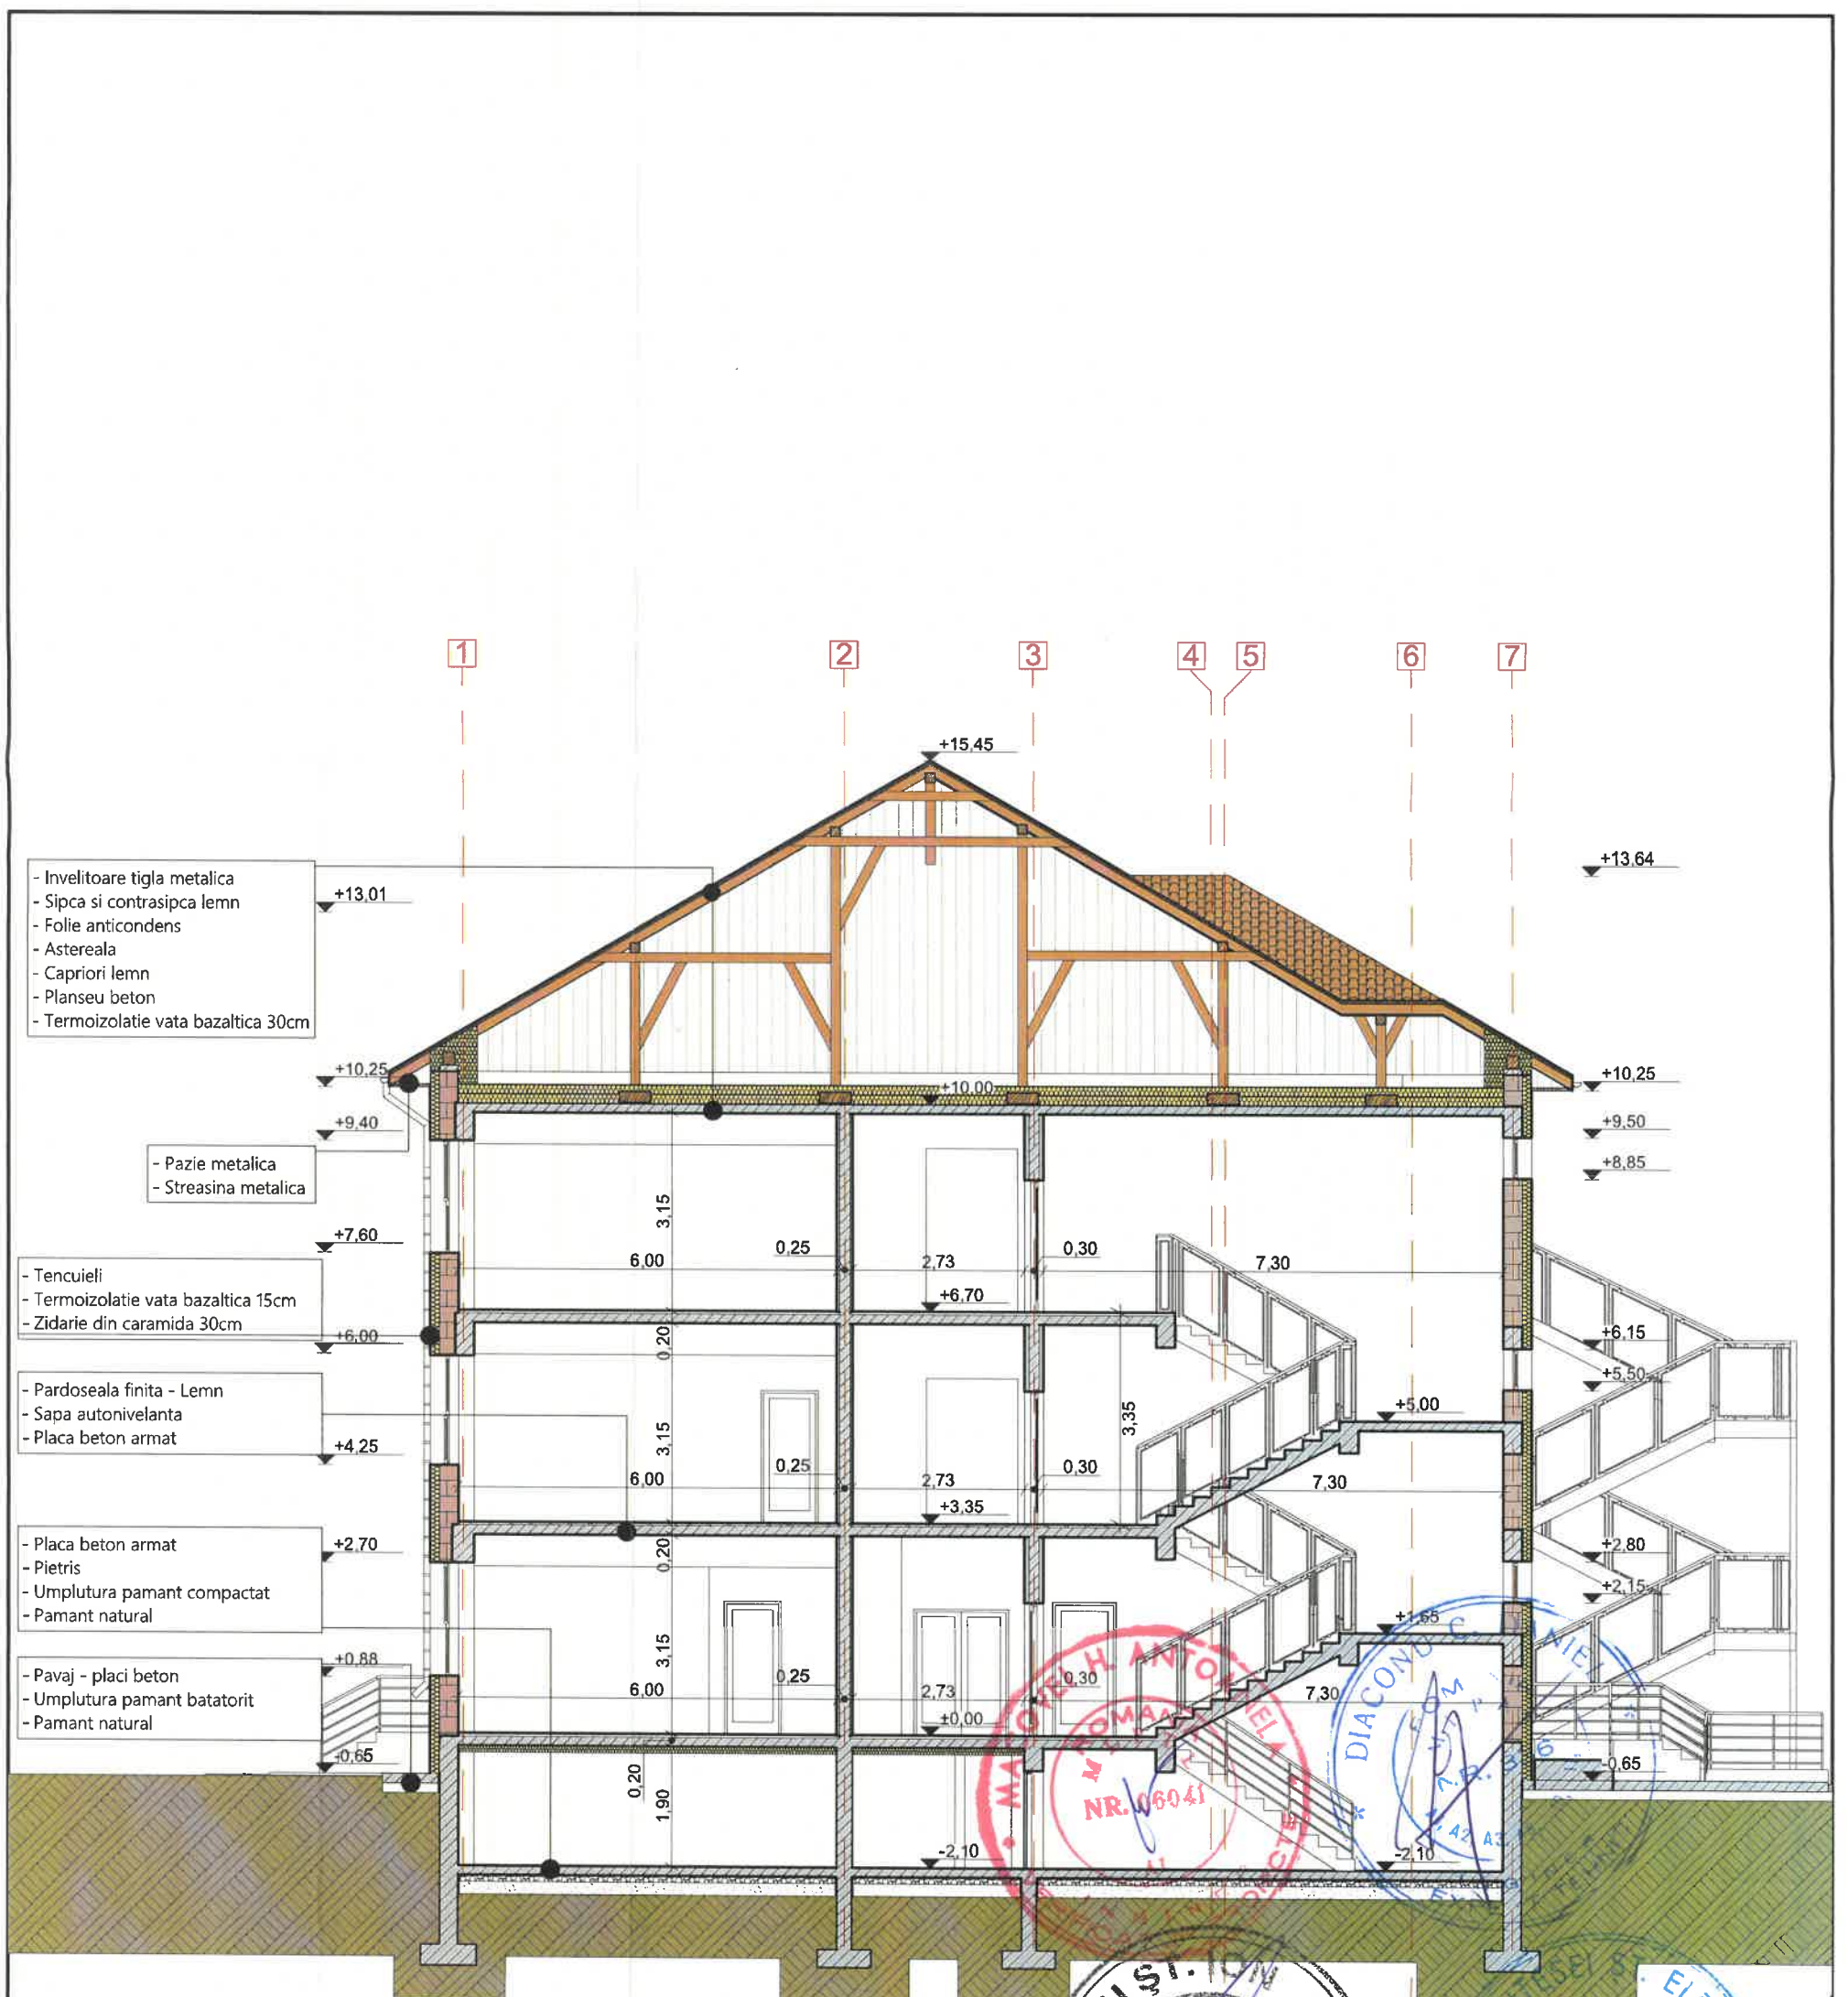 1
2
3
4
5
6
7
+15,45
- Invelitoare tigla metalica
- Sipca si contrasipca lemn
- Folie anticondens
- Astereala
- Capriori lemn
- Planseu beton
- Termoizolatie vata bazaltica 30cm
+13,01
+13,64
+10,25
+10,00
+10,25
+9,40
+9,50
- Pazie metalica
- Streasina metalica
+8,85
3,15
+7,60
6,00
0,25
2,73
0,30
7,30
- Tencuieli
- Termoizolatie vata bazaltica 15cm
- Zidarie din caramida 30cm
+6,70
+6,00
0,20
+6,15
+5,50
- Pardoseala finita - Lemn
- Sapa autonivelanta
- Placa beton armat
+5,00
3,35
3,15
+4,25
6,00
0,25
2,73
0,30
7,30
+3,35
- Placa beton armat
- Pietris
- Umplutura pamant compactat
- Pamant natural
+2,70
0,20
+2,80
+2,15
+1,65
3,15
+0,88
- Pavaj - placi beton
- Umplutura pamant batatorit
- Pamant natural
6,00
0,25
2,73
0,30
7,30
±0,00
-0,65
-0,65
0,20
1,90
-2,10
-2,10
H. ANTONELA
ROMANIA
NR. 06041
DIACONU C. DANIEL
ST.